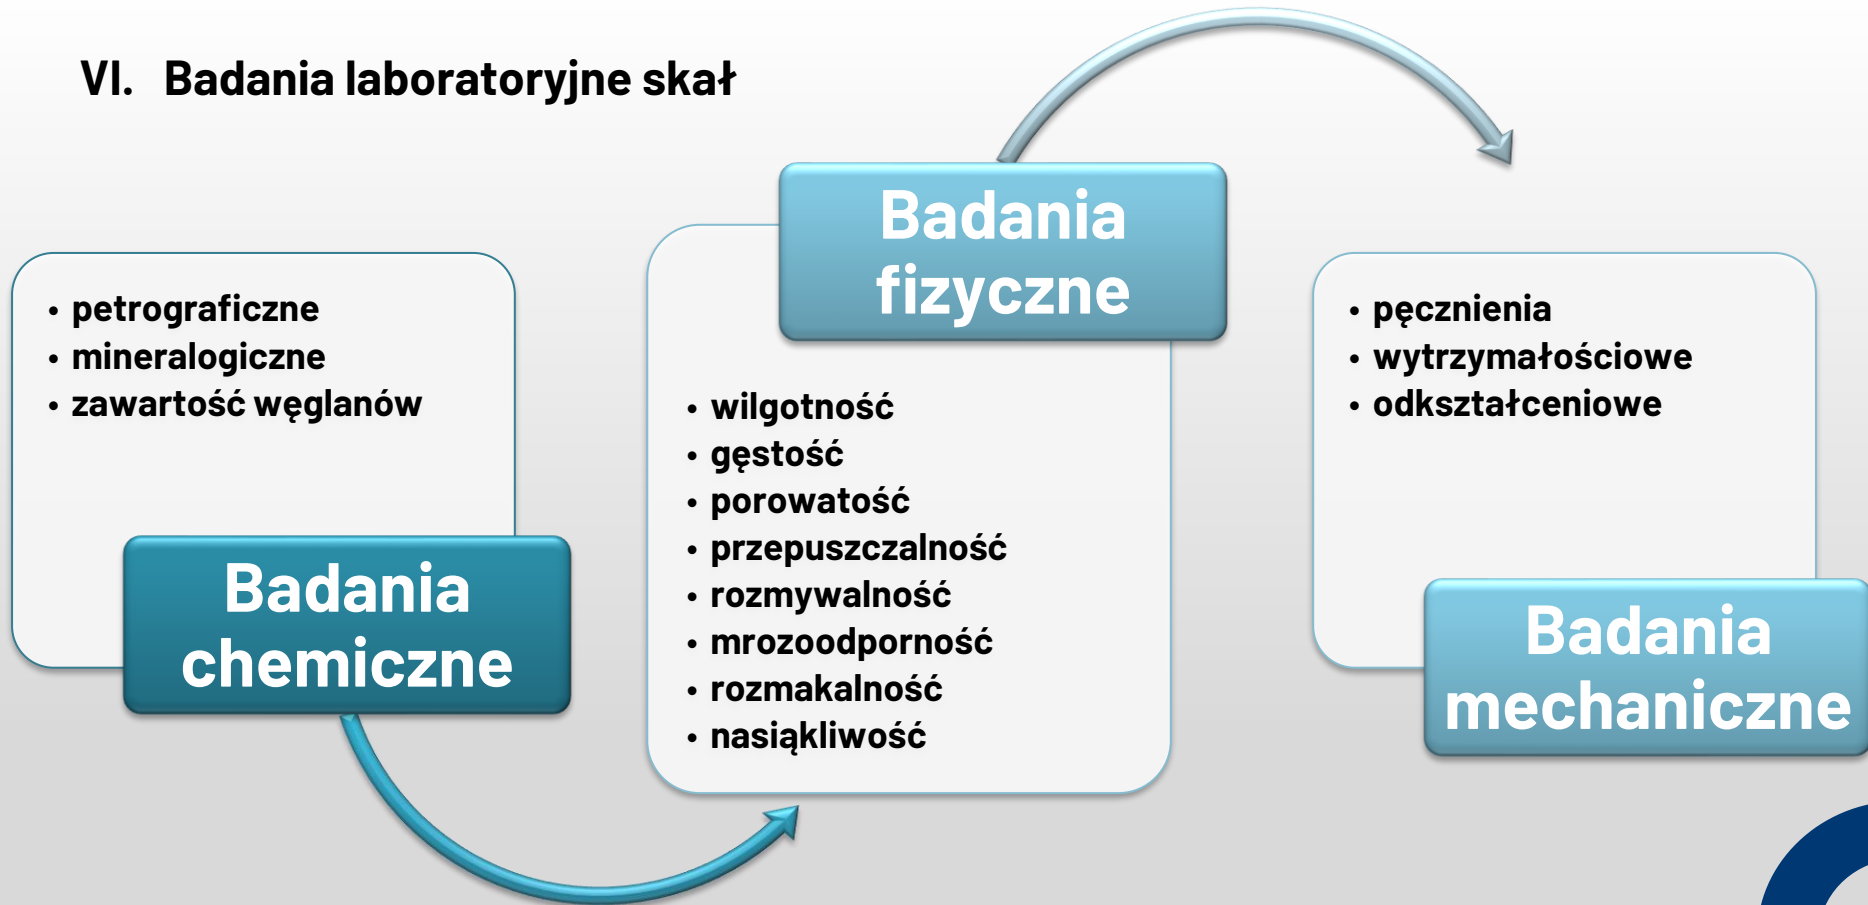 VI. Badania laboratoryjne skał
• petrograficzne
• mineralogiczne
• zawartość węglanów
Badania
chemiczne
Badania
fizyczne
• wilgotność
• gęstość
• porowatość
• przepuszczalność
• rozmywalność
• mrozoodporność
• rozmakalność
• nasiąkliwość
• pęcznienia
• wytrzymałościowe
• odkształceniowe
Badania
mechaniczne